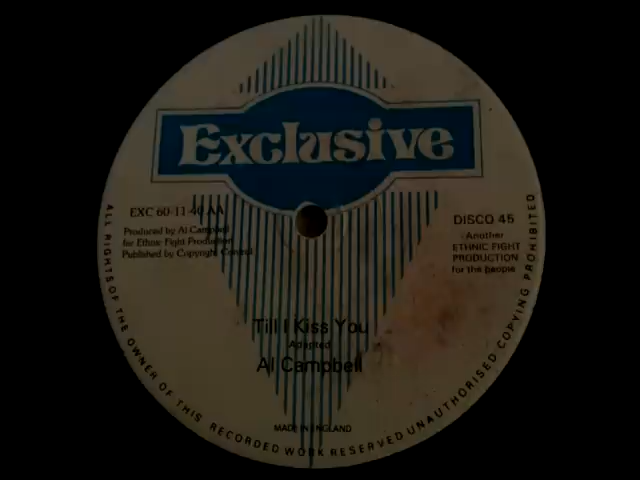 Exclusive
EXC 60-11-40 AA
Produced by Al Campbell
for Ethnic Fight Production
Published by Copyright Control
DISCO 45
Another
ETHNIC FIGHT
PRODUCTION
for the people
Till I Kiss You
Adapted
Al Campbell
MADE IN ENGLAND
ALL RIGHTS OF THE OWNER OF THIS RECORDED WORK RESERVED UNAUTHORISED COPYING PROHIBITED